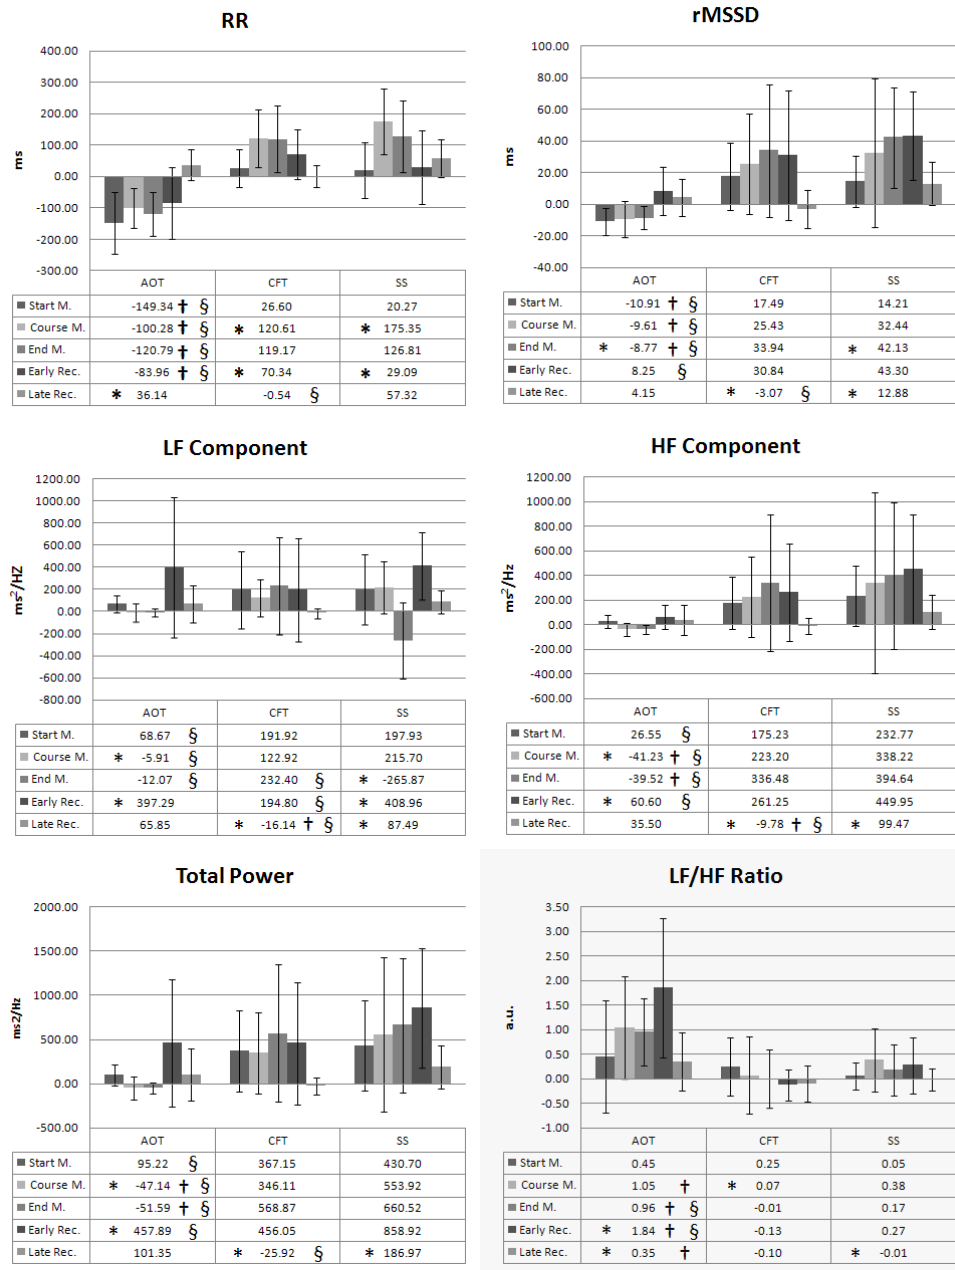 RR
400.00
300.00
200.00
100.00
0.00
-100.00
-200.00
-300.00
ms
AOT CFT SS
Start M. -149.34 † § 26.60 20.27
Course M. -100.28 † § * 120.61 * 175.35
End M. -120.79 † § 119.17 126.81
Early Rec. -83.96 † § * 70.34 * 29.09
Late Rec. * 36.14 -0.54 § 57.32
rMSSD
100.00
80.00
60.00
40.00
20.00
0.00
-20.00
-40.00
ms
AOT CFT SS
Start M. -10.91 † § 17.49 14.21
Course M. -9.61 † § 25.43 32.44
End M. * -8.77 † § 33.94 * 42.13
Early Rec. 8.25 § 30.84 43.30
Late Rec. 4.15 * -3.07 § * 12.88
LF Component
1200.00
1000.00
800.00
600.00
400.00
200.00
0.00
-200.00
-400.00
-600.00
-800.00
ms²/HZ
AOT CFT SS
Start M. 68.67 § 191.92 197.93
Course M. * -5.91 § 122.92 215.70
End M. -12.07 § 232.40 § * -265.87
Early Rec. * 397.29 194.80 § * 408.96
Late Rec. 65.85 * -16.14 † § * 87.49
HF Component
1200.00
1000.00
800.00
600.00
400.00
200.00
0.00
-200.00
-400.00
-600.00
ms²/Hz
AOT CFT SS
Start M. 26.55 § 175.23 232.77
Course M. * -41.23 † § 223.20 338.22
End M. -39.52 † § 336.48 394.64
Early Rec. * 60.60 § 261.25 449.95
Late Rec. 35.50 * -9.78 † § * 99.47
Total Power
2000.00
1500.00
1000.00
500.00
0.00
-500.00
ms2/Hz
AOT CFT SS
Start M. 95.22 § 367.15 430.70
Course M. * -47.14 † § 346.11 553.92
End M. -51.59 † § 568.87 660.52
Early Rec. * 457.89 § 456.05 858.92
Late Rec. 101.35 * -25.92 § * 186.97
LF/HF Ratio
3.50
3.00
2.50
2.00
1.50
1.00
0.50
0.00
-0.50
-1.00
a.u.
AOT CFT SS
Start M. 0.45 0.25 0.05
Course M. 1.05 † * 0.07 0.38
End M. 0.96 † § -0.01 0.17
Early Rec. * 1.84 † § -0.13 0.27
Late Rec. * 0.35 † -0.10 * -0.01